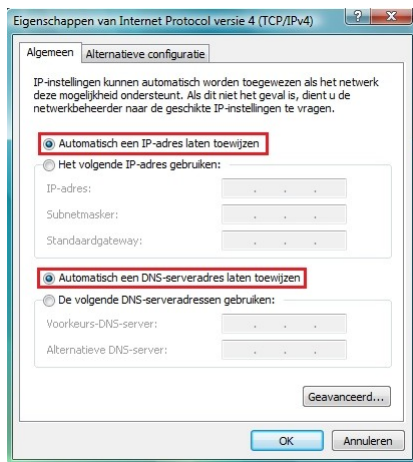 Eigenschappen van Internet Protocol versie 4 (TCP/IPv4)
Algemeen
Alternatieve configuratie
IP-instellingen kunnen automatisch worden toegewezen als het netwerk
deze mogelijkheid ondersteunt. Als dit niet het geval is, dient u de
netwerkbeheerder naar de geschikte IP-instellingen te vragen.
Automatisch een IP-adres laten toewijzen
Het volgende IP-adres gebruiken:
IP-adres:
Subnetmasker:
Standaardgateway:
Automatisch een DNS-serveradres laten toewijzen
De volgende DNS-serveradressen gebruiken:
Voorkeurs-DNS-server:
Alternatieve DNS-server:
Geavanceerd...
OK
Annuleren